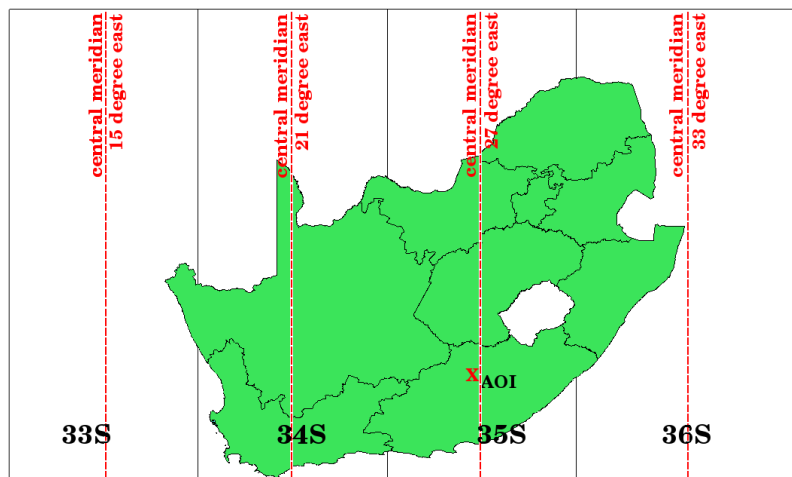 central meridian
15 degree east
central meridian
21 degree east
central meridian
27 degree east
central meridian
33 degree east
X
AOI
33S
34S
35S
36S